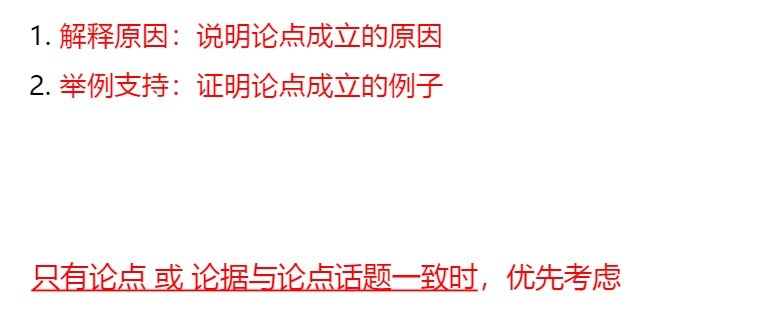 1. 解释原因：说明论点成立的原因
2. 举例支持：证明论点成立的例子
只有论点 或 论据与论点话题一致时，优先考虑